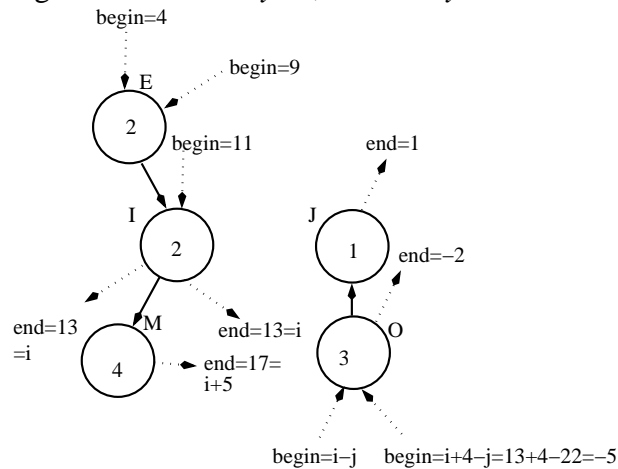 begin=4
E
begin=9
2
begin=11
end=1
I
J
2
1
end=−2
end=13
=i
M
end=13=i
O
4
end=17=
i+5
3
begin=i−j
begin=i+4−j=13+4−22=−5